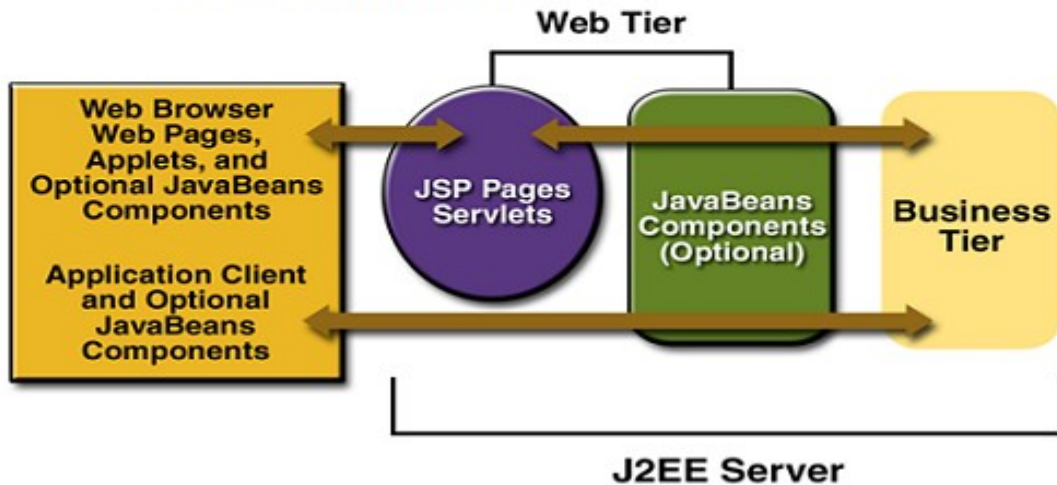 Web Tier
Web Browser
Web Pages,
Applets, and
Optional JavaBeans
Components
Application Client
and Optional
JavaBeans
Components
JSP Pages
Servlets
JavaBeans
Components
(Optional)
Business
Tier
J2EE Server